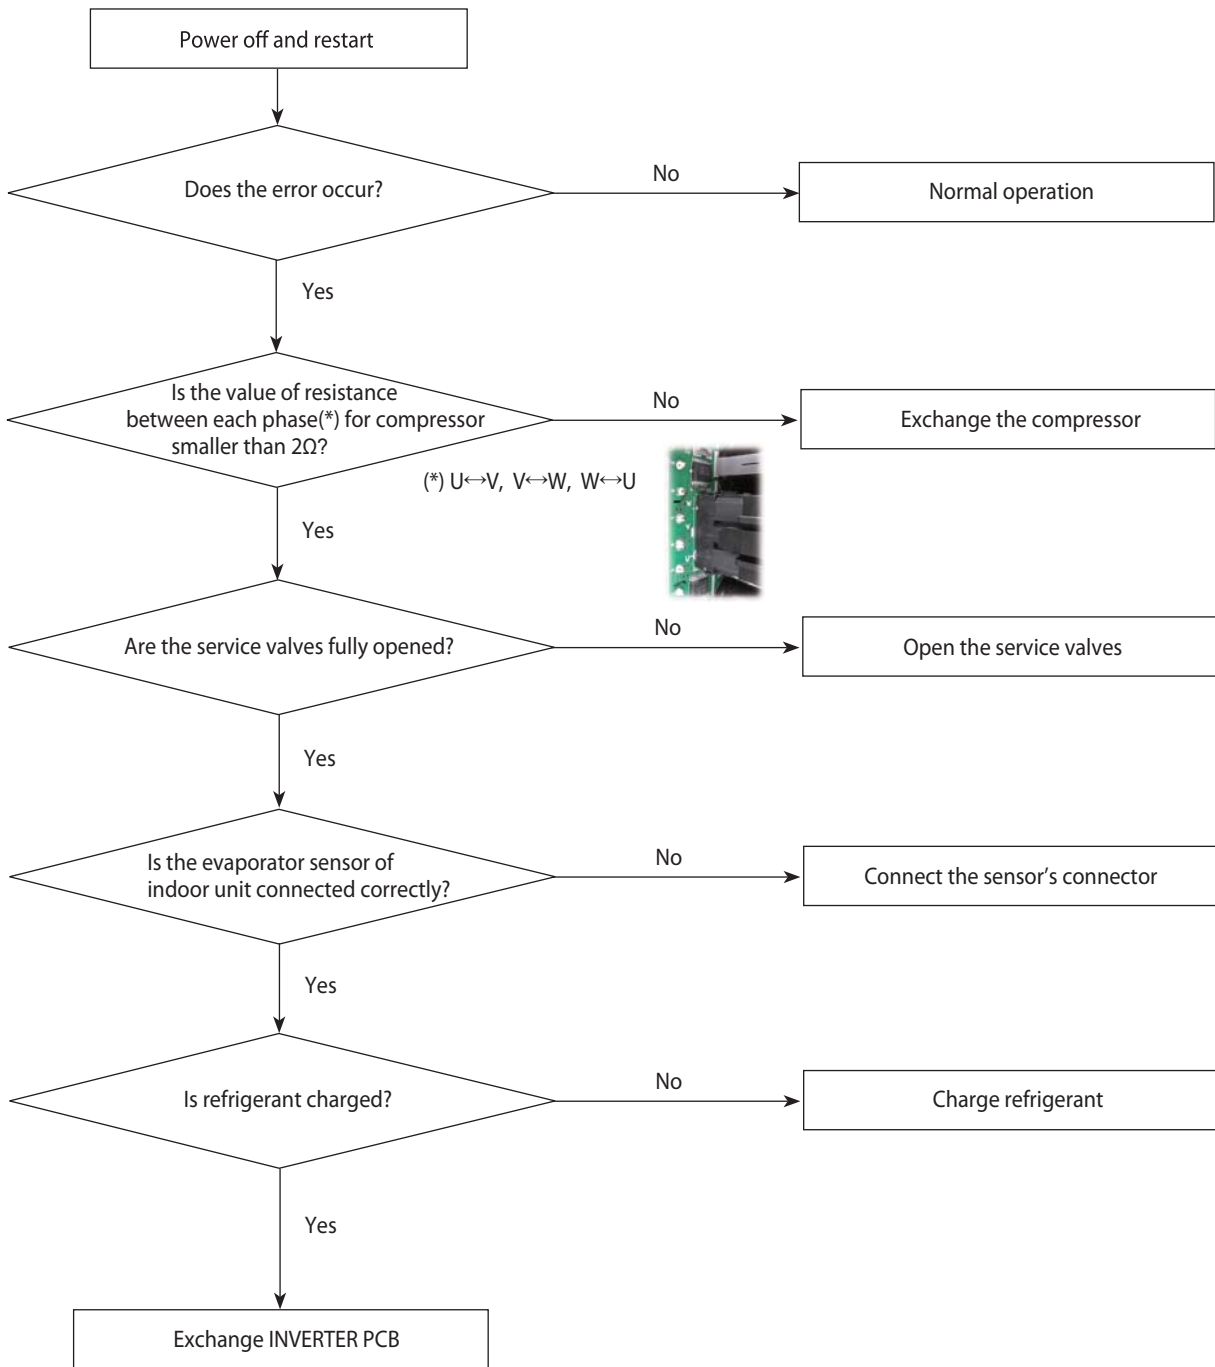 Power off and restart
Does the error occur?
No
Normal operation
Yes
Is the value of resistance
between each phase(*) for compressor
smaller than 2Ω?
No
Exchange the compressor
(*) U↔V, V↔W, W↔U
Yes
Are the service valves fully opened?
No
Open the service valves
Yes
Is the evaporator sensor of
indoor unit connected correctly?
No
Connect the sensor’s connector
Yes
Is refrigerant charged?
No
Charge refrigerant
Yes
Exchange INVERTER PCB